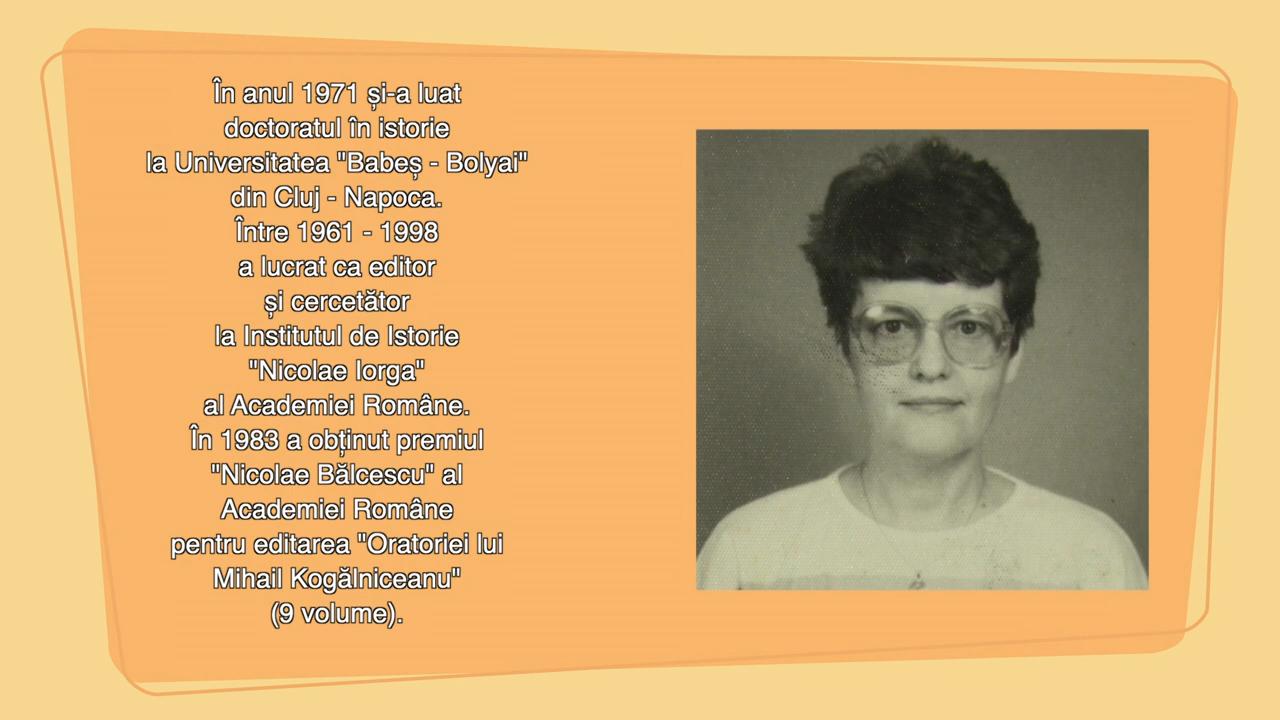 În anul 1971 și-a luat
doctoratul în istorie
la Universitatea "Babeș - Bolyai"
din Cluj - Napoca.
Între 1961 - 1998
a lucrat ca editor
și cercetător
la Institutul de Istorie
"Nicolae Iorga"
al Academiei Române.
În 1983 a obținut premiul
"Nicolae Bălcescu" al
Academiei Române
pentru editarea "Oratoriei lui
Mihail Kogălniceanu"
(9 volume).